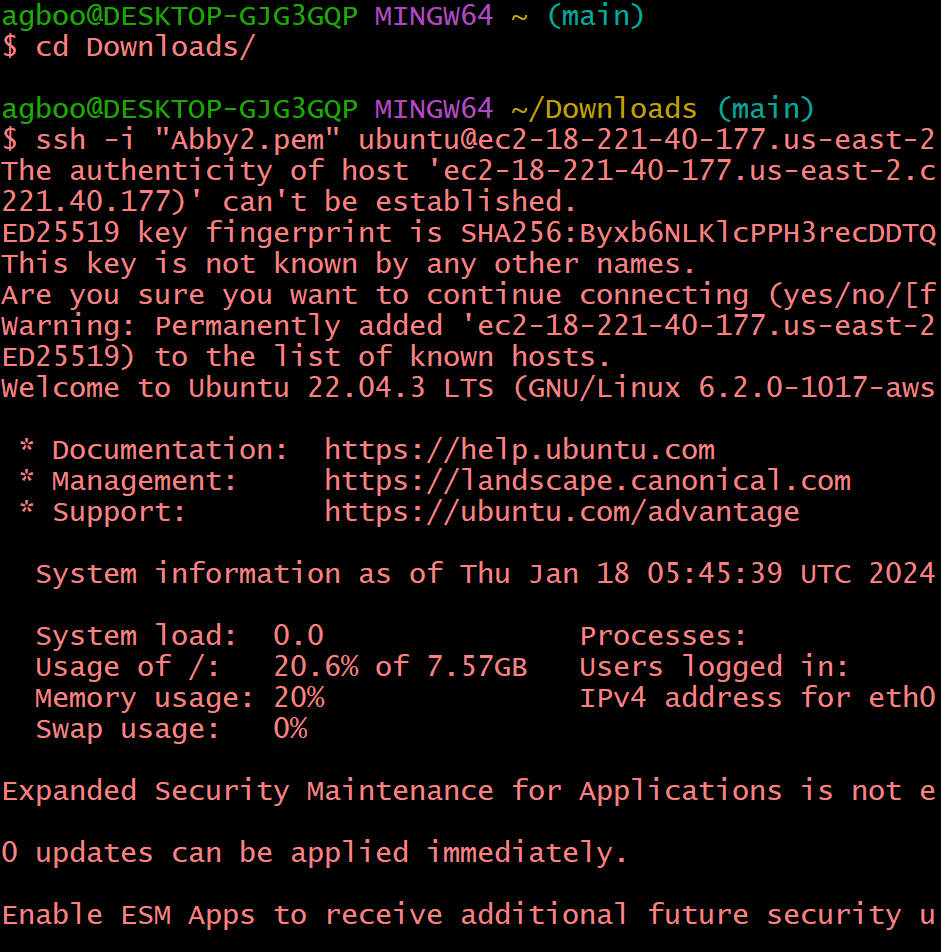 agboo@DESKTOP-GJG3GQP MINGW64 ~ (main)
$ cd Downloads/
agboo@DESKTOP-GJG3GQP MINGW64 ~/Downloads (main)
$ ssh -i "Abby2.pem" ubuntu@ec2-18-221-40-177.us-east-2
The authenticity of host 'ec2-18-221-40-177.us-east-2.c
221.40.177)' can't be established.
ED25519 key fingerprint is SHA256:Byxb6NLKlcPPH3recDDTQ
This key is not known by any other names.
Are you sure you want to continue connecting (yes/no/[f
Warning: Permanently added 'ec2-18-221-40-177.us-east-2
ED25519) to the list of known hosts.
Welcome to Ubuntu 22.04.3 LTS (GNU/Linux 6.2.0-1017-aws
* Documentation:  https://help.ubuntu.com
* Management:     https://landscape.canonical.com
* Support:        https://ubuntu.com/advantage
System information as of Thu Jan 18 05:45:39 UTC 2024
System load:  0.0               Processes:
Usage of /:   20.6% of 7.57GB   Users logged in:
Memory usage: 20%               IPv4 address for eth0
Swap usage:   0%
Expanded Security Maintenance for Applications is not e
0 updates can be applied immediately.
Enable ESM Apps to receive additional future security u